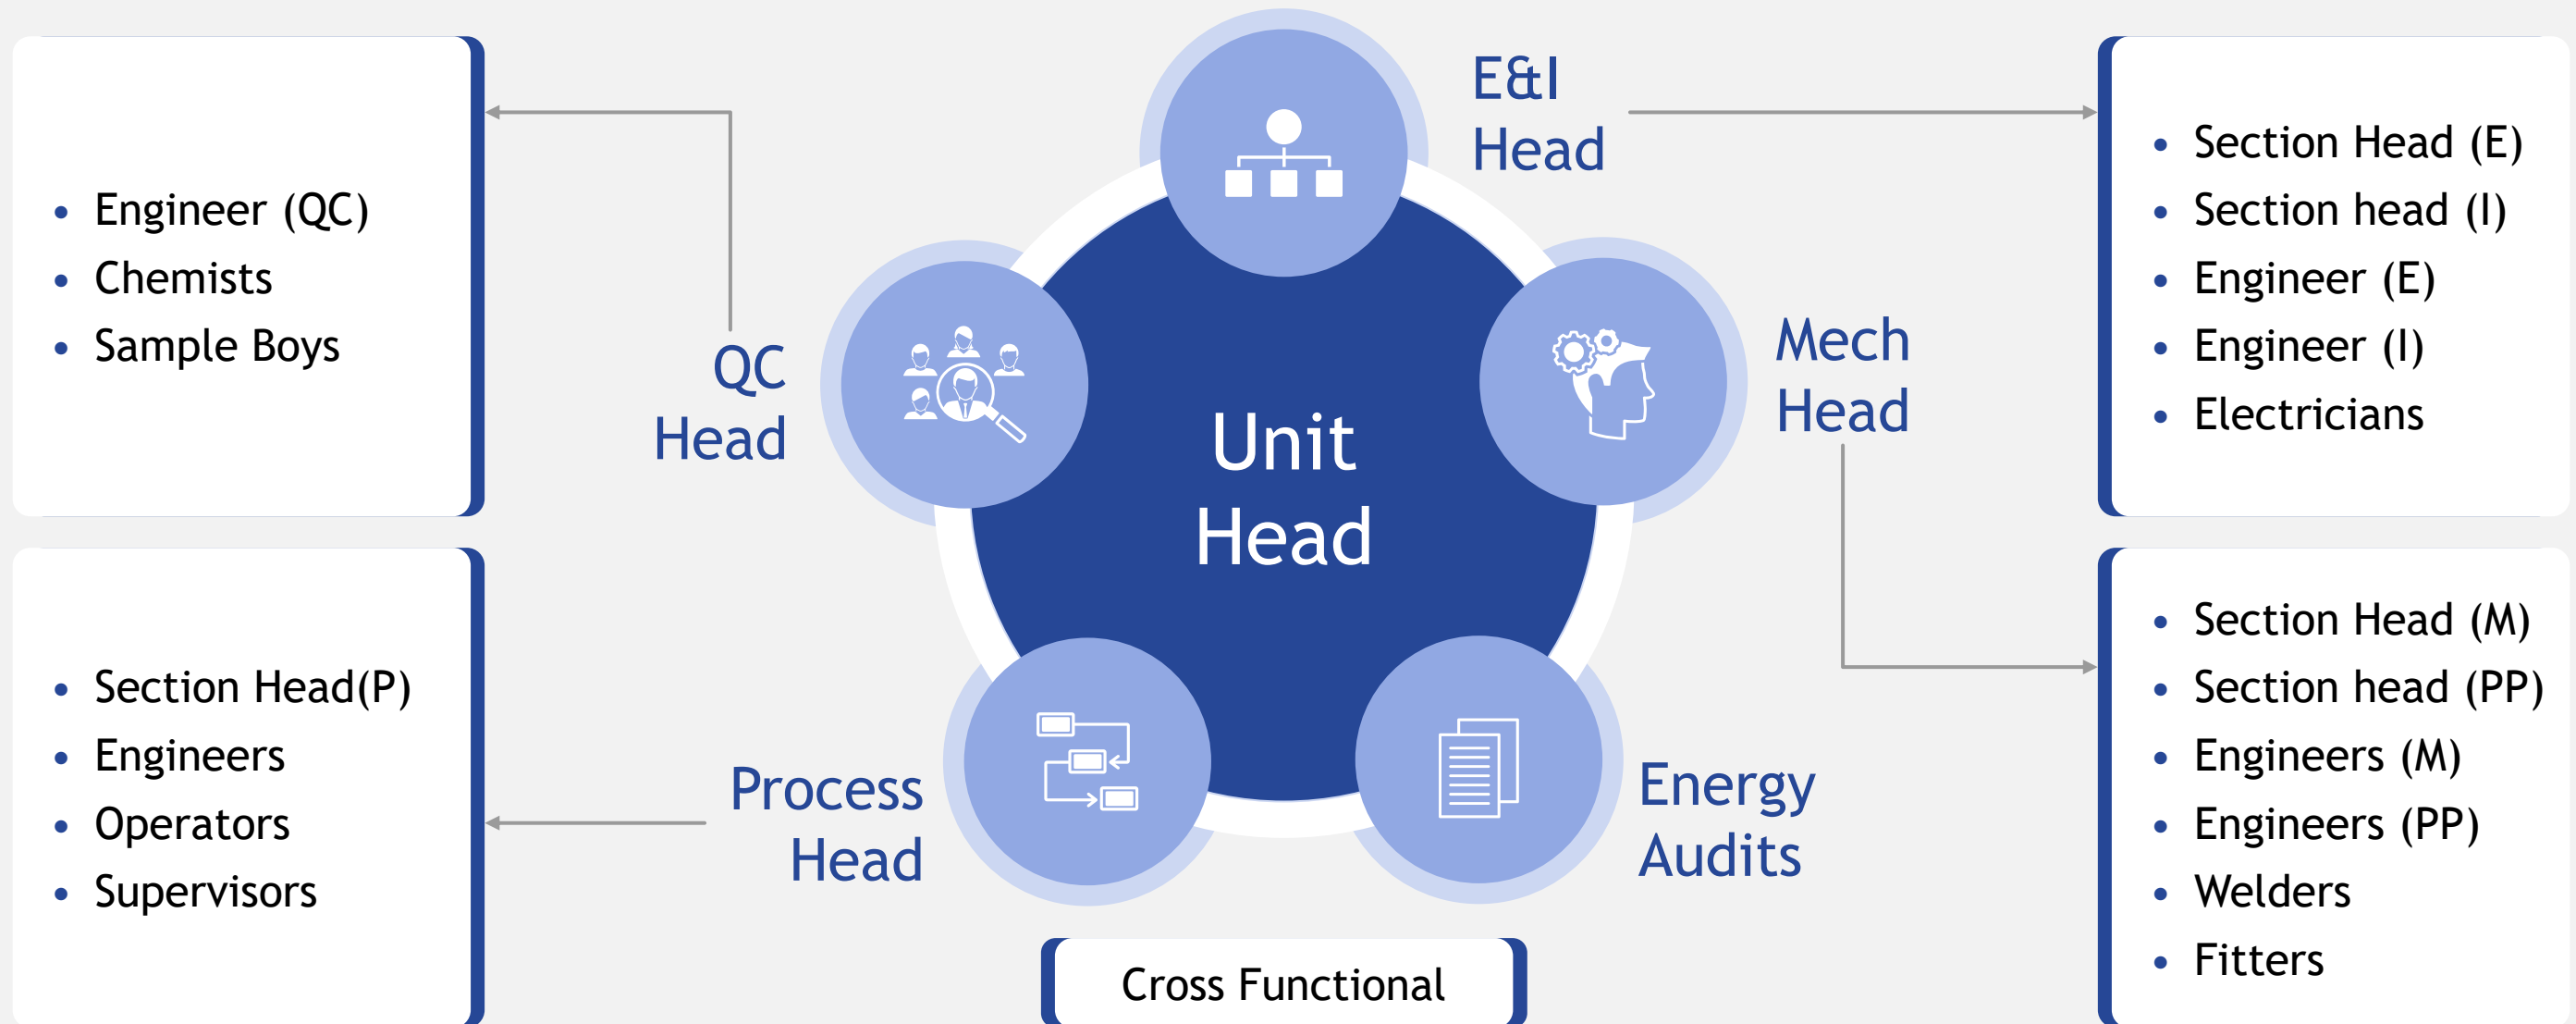 Engineer (QC)
Chemists
Sample Boys
QC
Head
E&I
Head
Section Head (E)
Section head (I)
Engineer (E)
Engineer (I)
Electricians
Mech
Head
Unit
Head
Section Head(P)
Engineers
Operators
Supervisors
Process
Head
Energy
Audits
Section Head (M)
Section head (PP)
Engineers (M)
Engineers (PP)
Welders
Fitters
Cross Functional